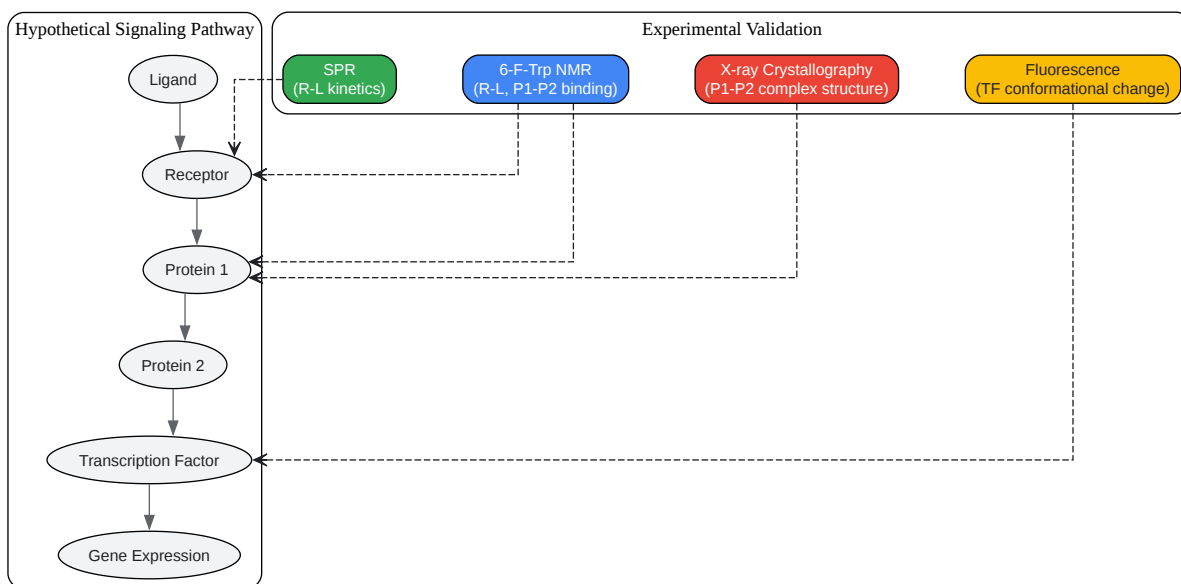 Hypothetical Signaling Pathway
Ligand
Receptor
Protein 1
Protein 2
Transcription Factor
Gene Expression
Experimental Validation
SPR
(R-L kinetics)
6-F-Trp NMR
(R-L, P1-P2 binding)
X-ray Crystallography
(P1-P2 complex structure)
Fluorescence
(TF conformational change)